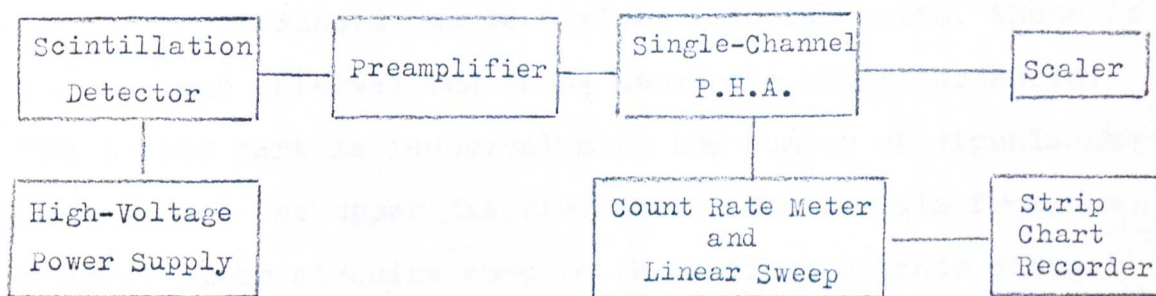 Scintillation
Detector
Preamplifier
Single-Channel
P.H.A.
Scaler
High-Voltage
Power Supply
Count Rate Meter
and
Linear Sweep
Strip
Chart
Recorder